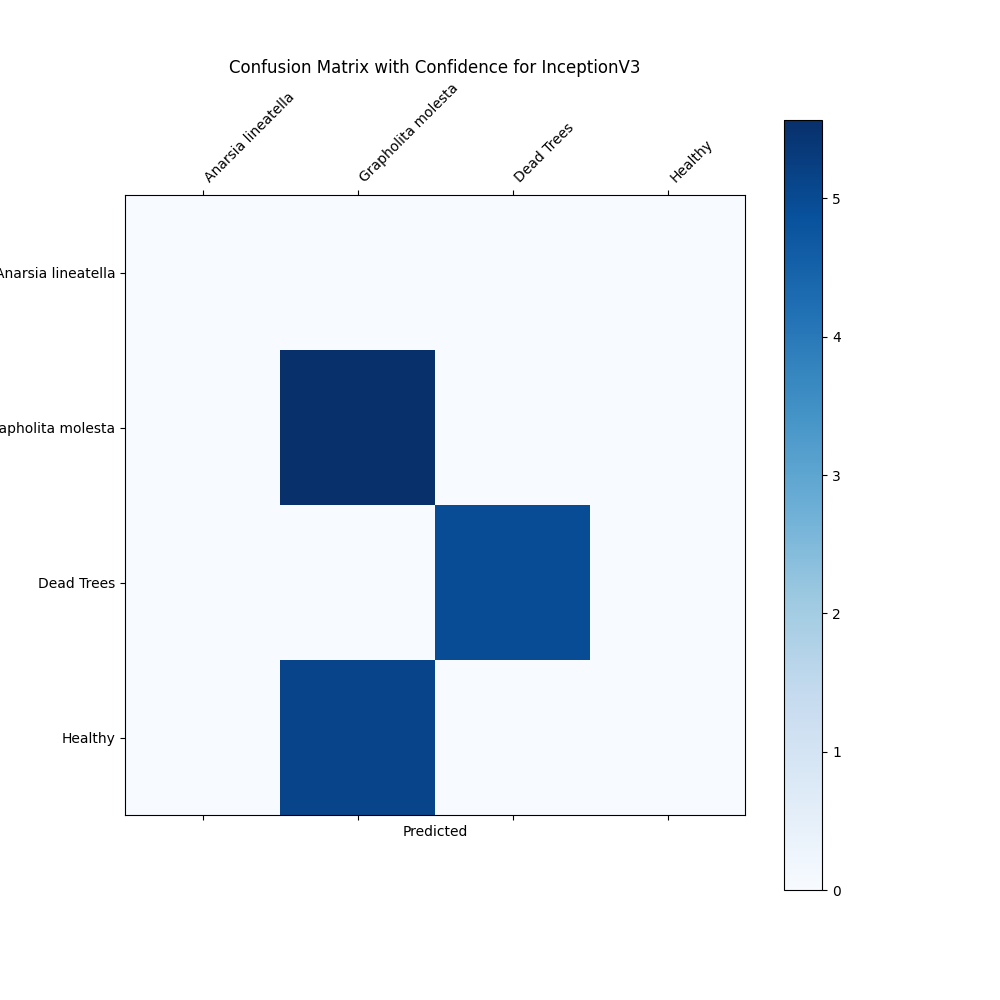 Confusion Matrix with Confidence for InceptionV3
Anarsia lineatella
Grapholita molesta
Dead Trees
Healthy
Anarsia lineatella
apholita molesta
Dead Trees
Healthy
Predicted
5
4
3
2
1
0